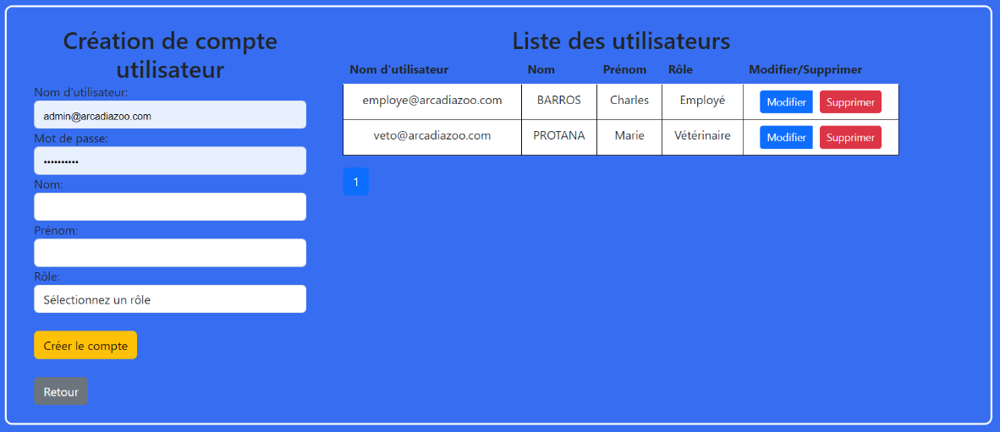 Création de compte
utilisateur
Nom d'utilisateur:
admin@arcadiazoo.com
Mot de passe:
••••••••••
Nom:
Prénom:
Rôle:
Sélectionnez un rôle
Créer le compte
Retour
Liste des utilisateurs
Nom d'utilisateur Nom Prénom Rôle Modifier/Supprimer
employe@arcadiazoo.com BARROS Charles Employé Modifier Supprimer
veto@arcadiazoo.com PROTANA Marie Vétérinaire Modifier Supprimer
1